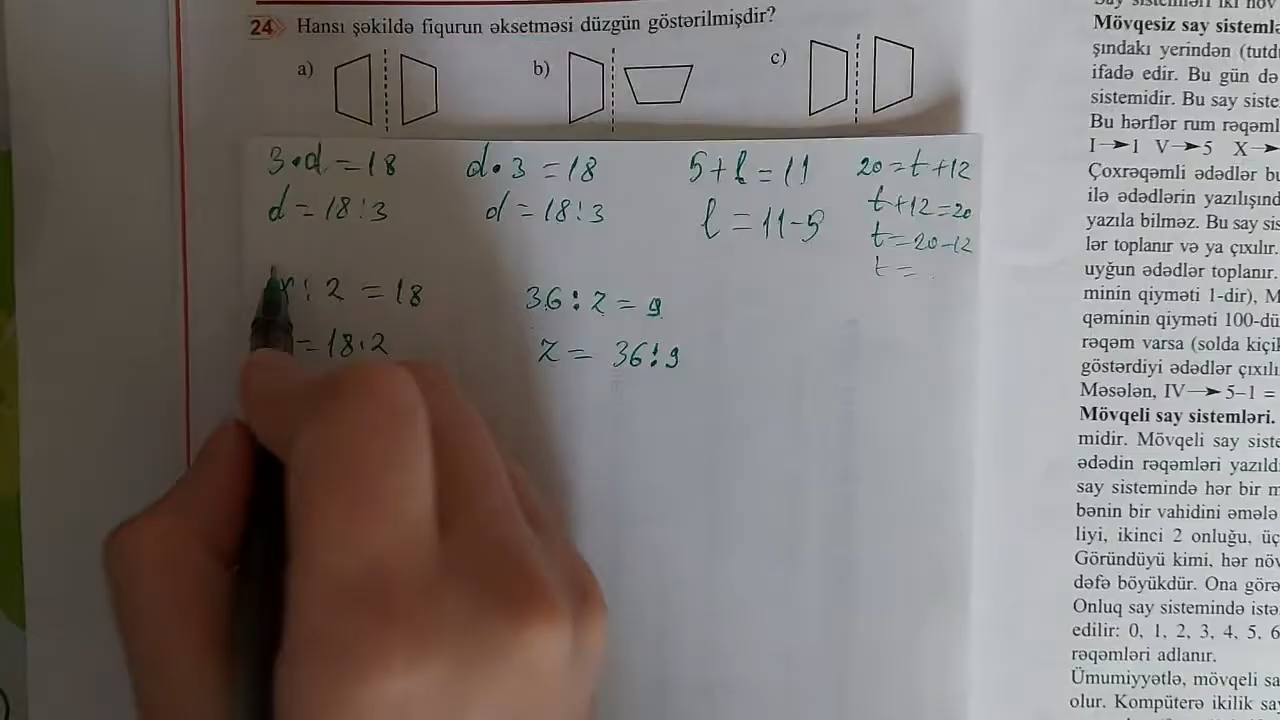 24 Hansı şəkildə fiqurun əksetməsi düzgün göstərilmişdir?
a) b) c)
3·d=18
d=18:3
d·3=18
d=18:3
5+l=11
l=11-5
20=t+12
t+12=20
t=20-12
t=.
:2=18
=18·2
36:z=9
z=36:9
Mövqesiz say
şındakı yerindən (tutd
ifadə edir. Bu gün də
sistemidir. Bu say siste
Bu hərflər rum rəqəml
I→1 V→5 X→
Çoxrəqəmli ədədlər bu
ilə ədədlərin yazılışınd
yazıla bilməz. Bu say sis
lər toplanır və ya çıxılır.
uyğun ədədlər toplanır.
minin qiyməti 1-dir), M
qəminin qiyməti 100-dü
rəqəm varsa (solda kiçik
göstərdiyi ədədlər çıxılı
Məsələn, IV→5–1 =
Mövqeli say sistemləri.
midir. Mövqeli say siste
ədədin rəqəmləri yazıldı
say sistemində hər bir m
bənin bir vahidini əmələ
liyi, ikinci 2 onluğu, üç
Göründüyü kimi, hər növ
dəfə böyükdür. Ona görə
Onluq say sistemində istə
edilir: 0, 1, 2, 3, 4, 5, 6
rəqəmləri adlanır.
Ümumiyyətlə, mövqeli sa
olur. Kompüterə ikilik say